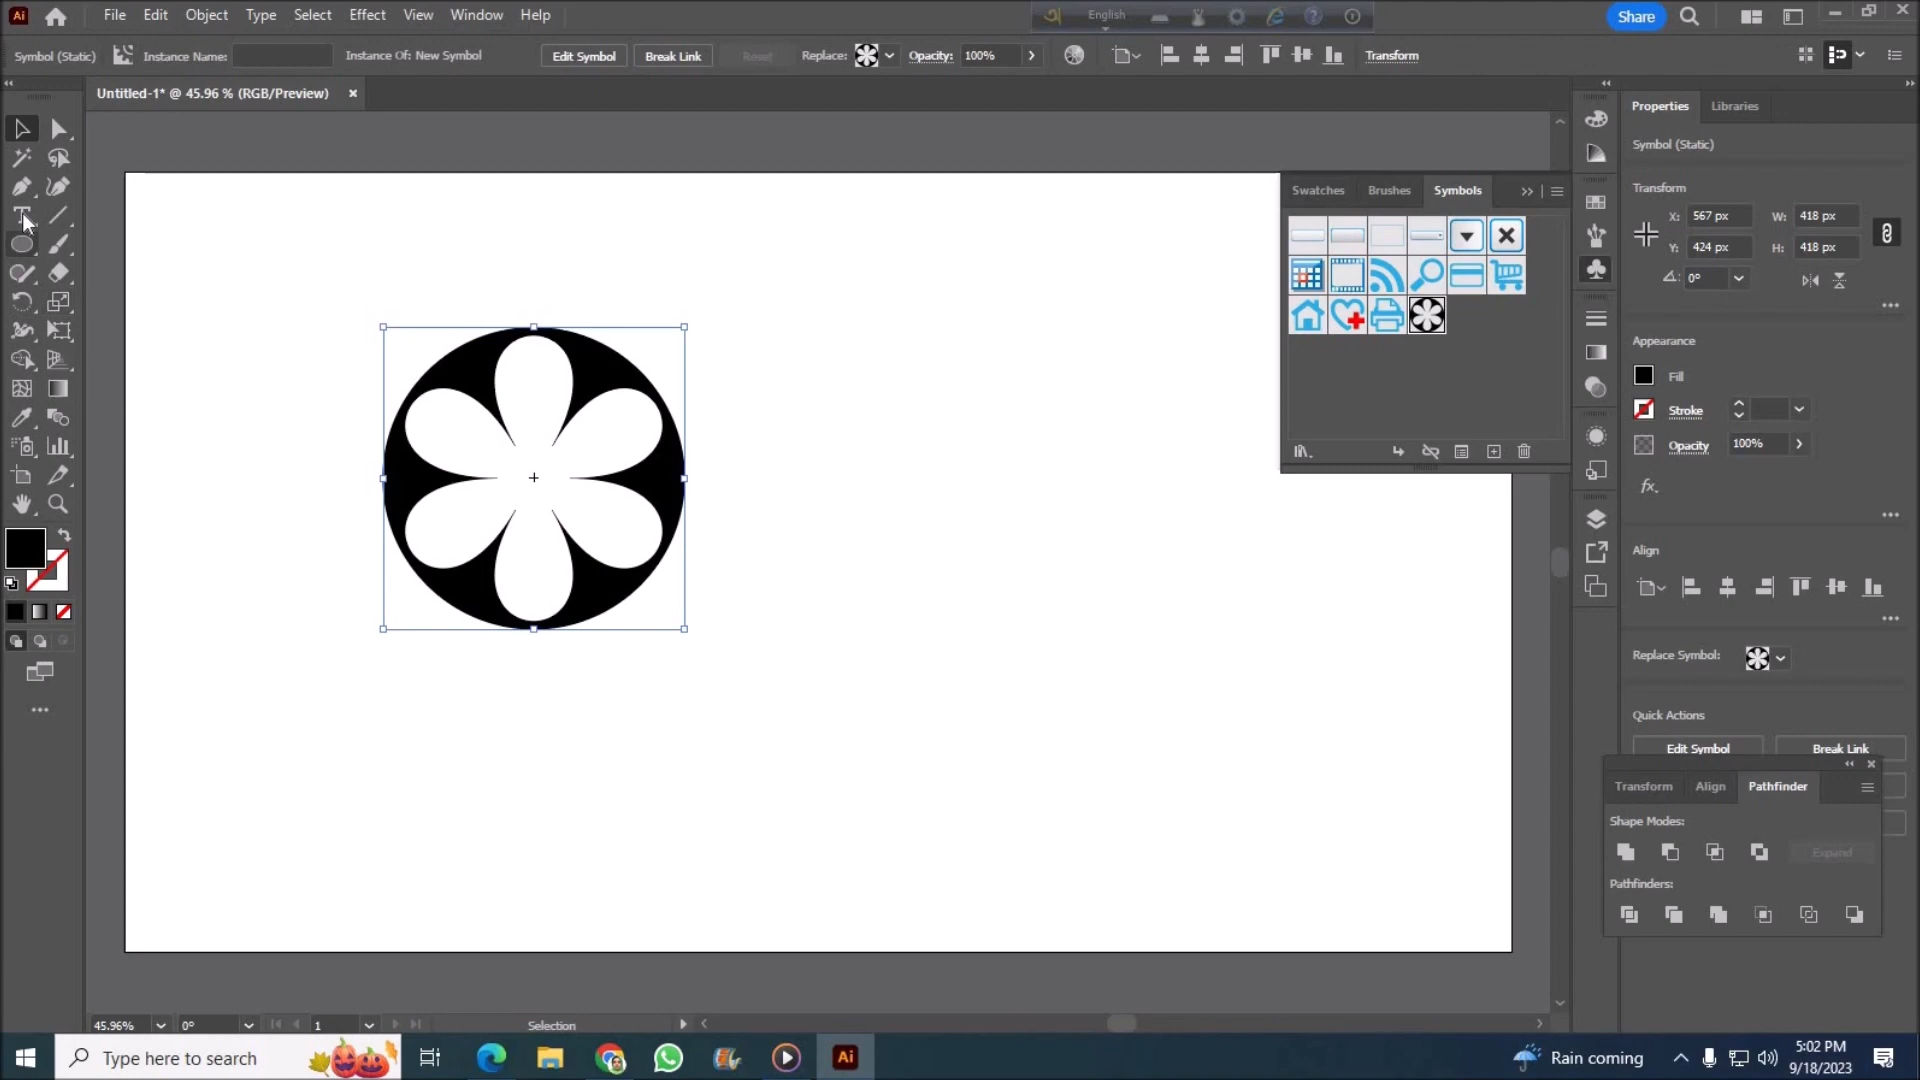 Ai File Edit Object Type Select Effect View Window Help English Share
Symbol (Static) Instance Name: Instance Of: New Symbol Edit Symbol Break Link Reset Replace: Opacity: 100% Transform
Untitled-1* @ 45.96 % (RGB/Preview)
Properties Libraries
Symbol (Static)
Transform
X: 567 px W: 418 px
Y: 424 px H: 418 px
0°
Swatches Brushes Symbols
Appearance
Fill
Stroke
Opacity 100%
fx.
Align
Replace Symbol:
Quick Actions
Edit Symbol Break Link
Transform Align Pathfinder
Shape Modes:
Expand
Pathfinders:
45.96% 0° 1 Selection
Type here to search
Ai
Rain coming
5:02 PM
9/18/2023